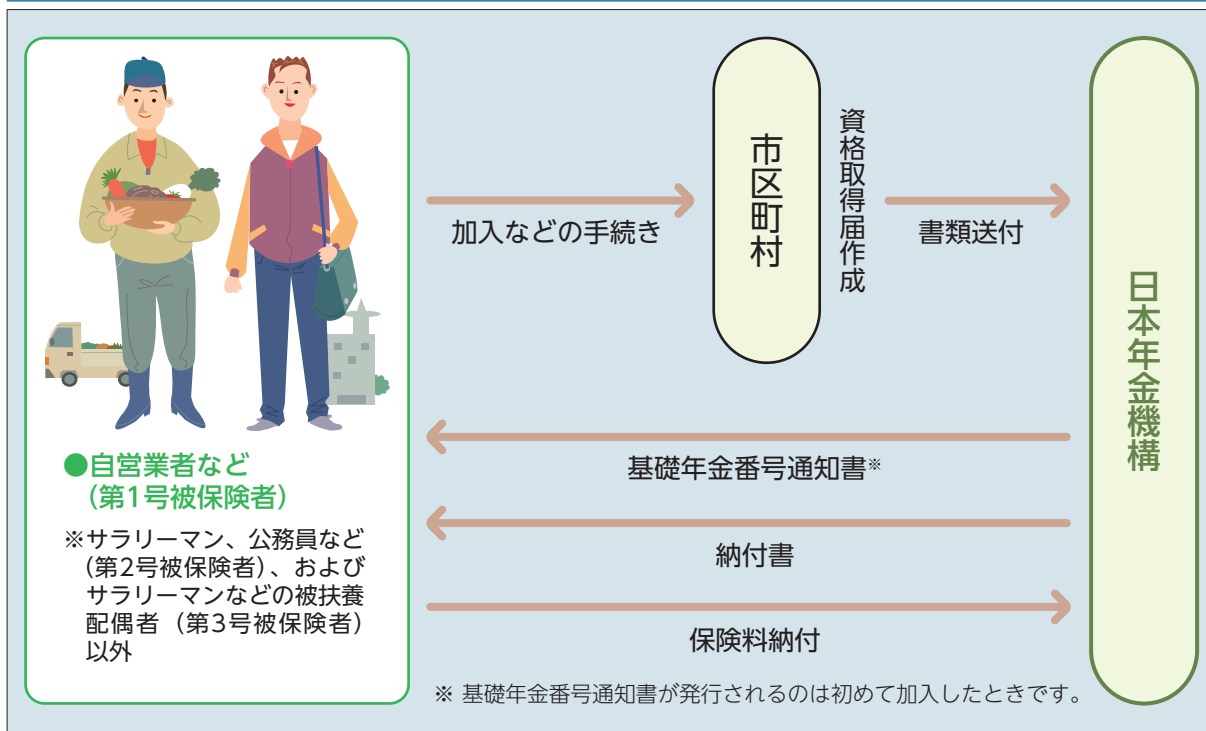 ●自営業者など
(第1号被保険者)
※サラリーマン、公務員など
(第2号被保険者)、および
サラリーマンなどの被扶養
配偶者(第3号被保険者)
以外
加入などの手続き
市区町村
資格取得届作成
書類送付
日本年金機構
基礎年金番号通知書※
納付書
保険料納付
※ 基礎年金番号通知書が発行されるのは初めて加入したときです。